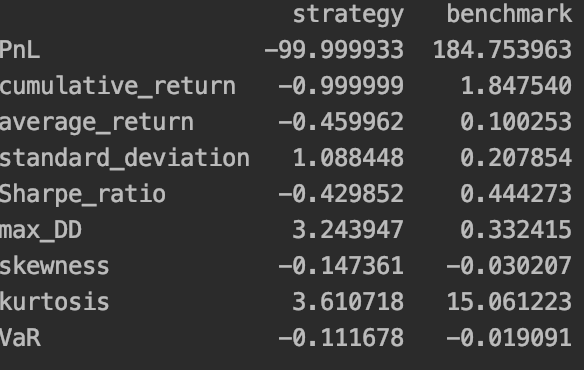 strategy benchmark
PnL -99.999933 184.753963
cumulative_return -0.999999 1.847540
average_return -0.459962 0.100253
standard_deviation 1.088448 0.207854
Sharpe_ratio -0.429852 0.444273
max_DD 3.243947 0.332415
skewness -0.147361 -0.030207
kurtosis 3.610718 15.061223
VaR -0.111678 -0.019091